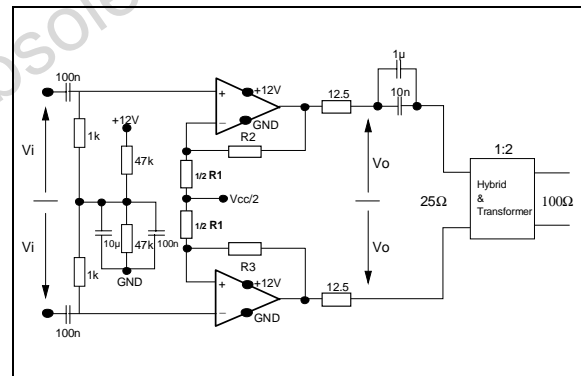 obsole
1µ
100n
+12V
10n
12.5
+
GND
Vi
+12V
−
R2
Vo
1:2
1k
47k
1/2 R1
Hybrid
&
Transformer
Vcc/2
25Ω
100Ω
1/2 R1
Vi
10µ
47k
100n
Vo
R3
1k
GND
−
+12V
12.5
+
GND
100n